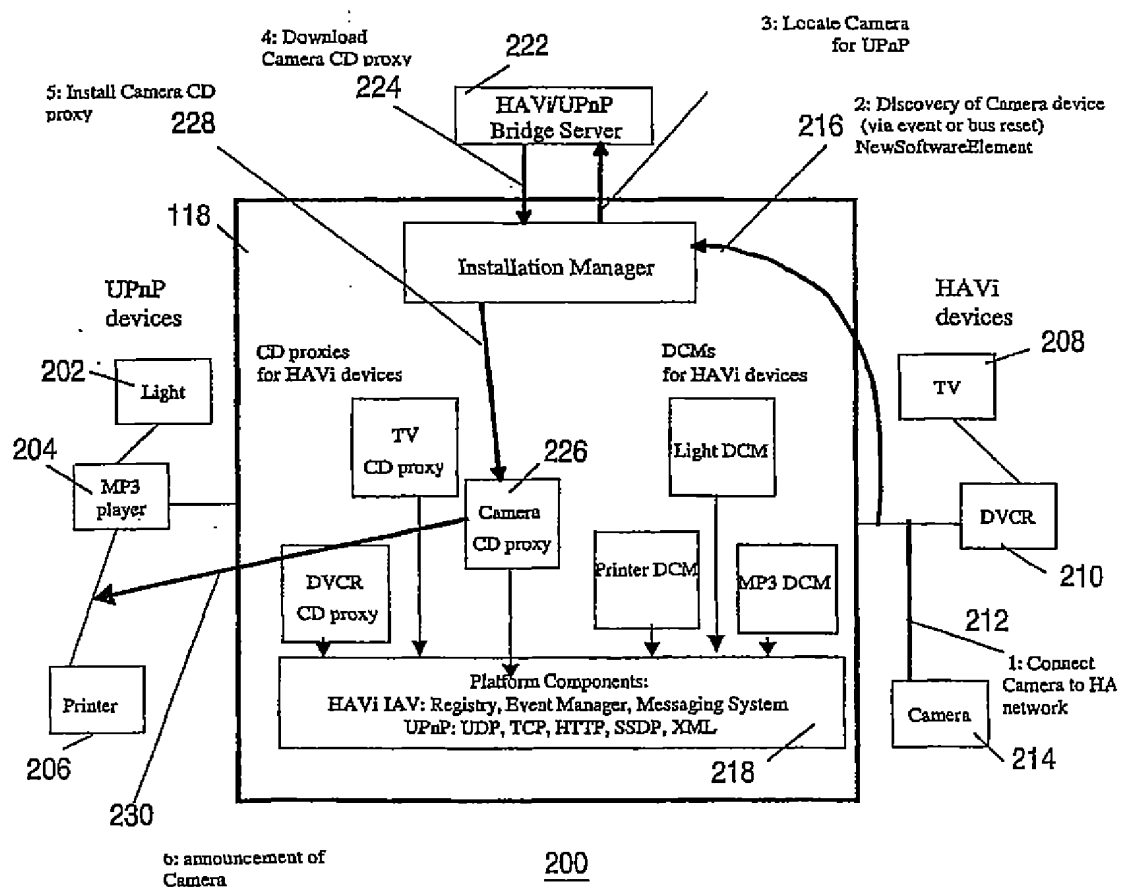 3: Locate Camera
for UPnP
4: Download
Camera CD proxy
222
224
5: Install Camera CD
proxy
228
HAVi/UPnP
Bridge Server
216
2: Discovery of Camera device
(via event or bus reset)
NewSoftwareElement
118
Installation Manager
UPnP
devices
HAVi
devices
202
Light
CD proxies
for HAVi devices
DCMs
for HAVi devices
208
TV
204
MP3
player
TV
CD proxy
226
Light DCM
Camera
CD proxy
DVCR
210
DVCR
CD proxy
Printer DCM
MP3 DCM
212
1: Connect
Camera to HA
network
Printer
206
Platform Components:
HAVi IAV: Registry, Event Manager, Messaging System
UPnP: UDP, TCP, HTTP, SSDP, XML
218
Camera
214
230
6: announcement of
Camera
200